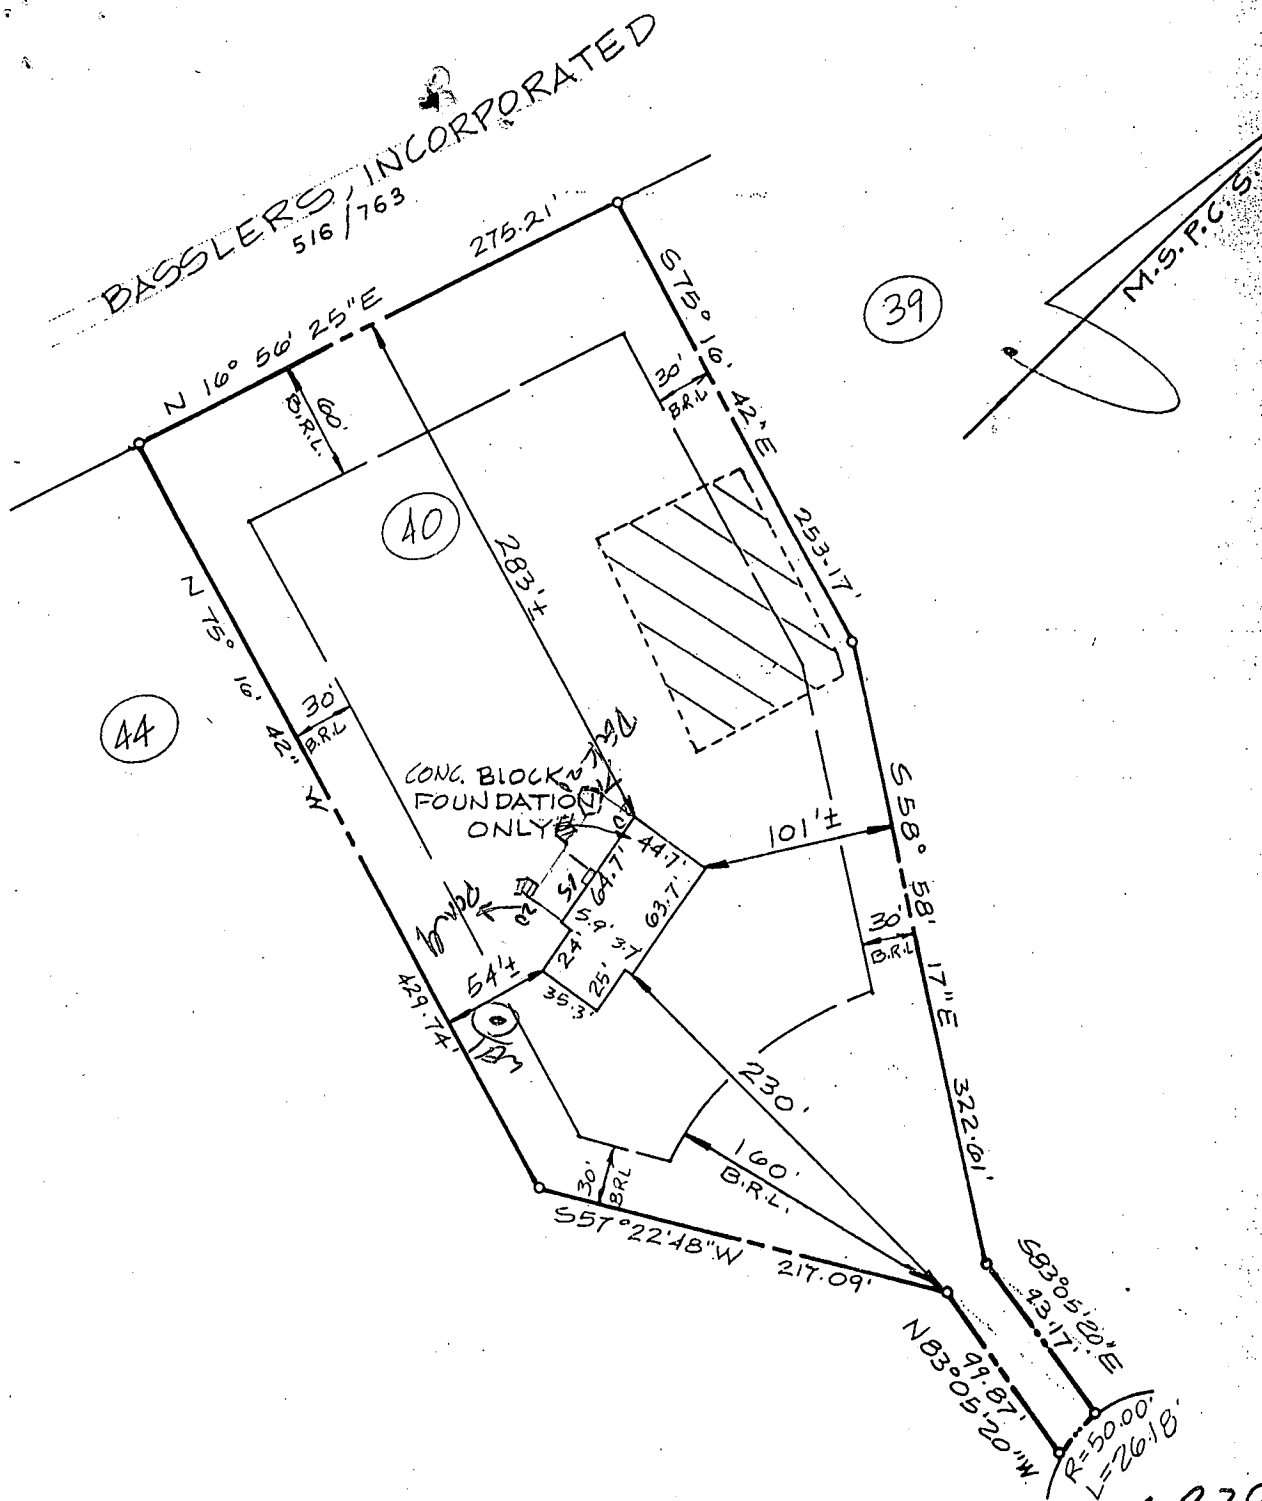 BASSLERS, INCORPORATED
516/763
275.21'
N 16° 56' 25"E
S75° 16' 42"E
253.17'
39
M.S.P.C.S.
60'
B.R.L.
30'
B.R.L
40
283'±
N 75° 16' 42" W
429.74'
44
30'
B.R.L
CONC. BLOCK
FOUNDATION
ONLY
44.7'
64.7'
63.7'
5.9'
3.7
24'
25'
35.3'
54'±
101'±
S 58° 58' 17"E
322.61'
30'
B.R.L
230'
160'
B.R.L.
30'
BRL
S57°22'48"W
217.09'
S83°05'20"E
93.17'
99.87'
N83°05'20"W
R=50.00'
L=26.18'